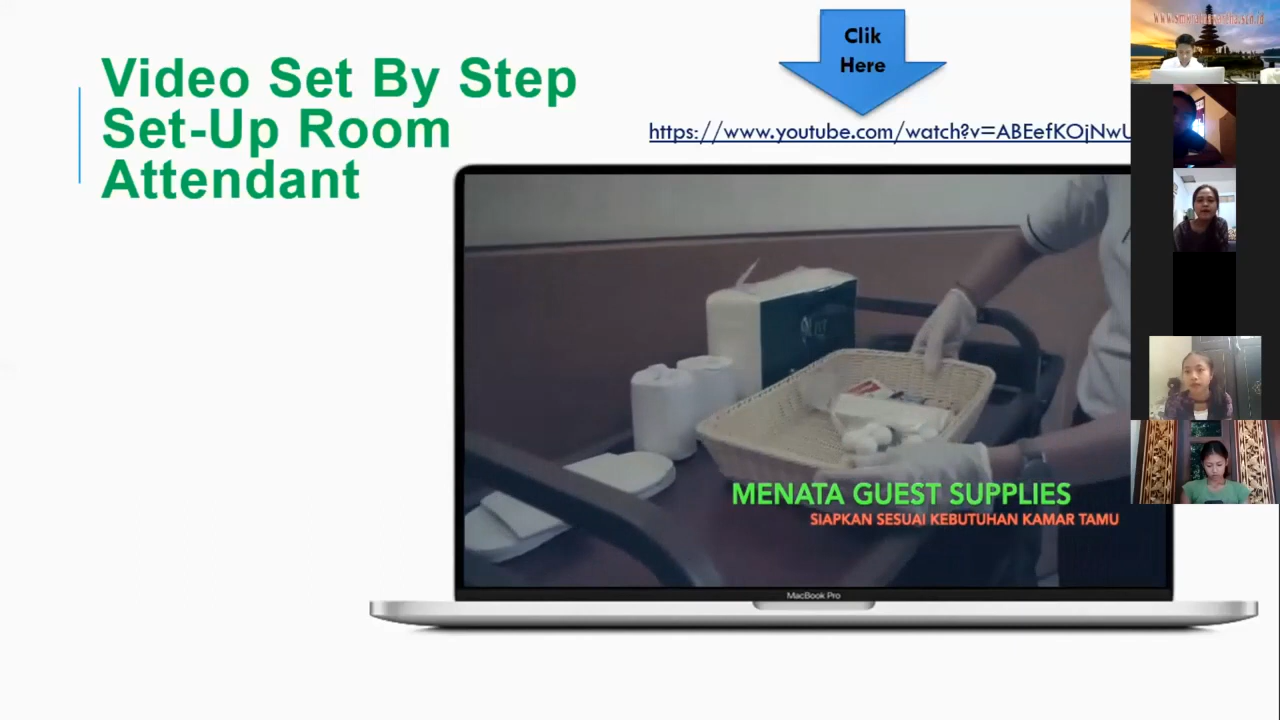 Video Set By Step
Set-Up Room
Attendant
Clik
Here
https://www.youtube.com/watch?v=ABEefKOjNwU
MENATA GUEST SUPPLIES
SIAPKAN SESUAI KEBUTUHAN KAMAR TAMU
MacBook Pro